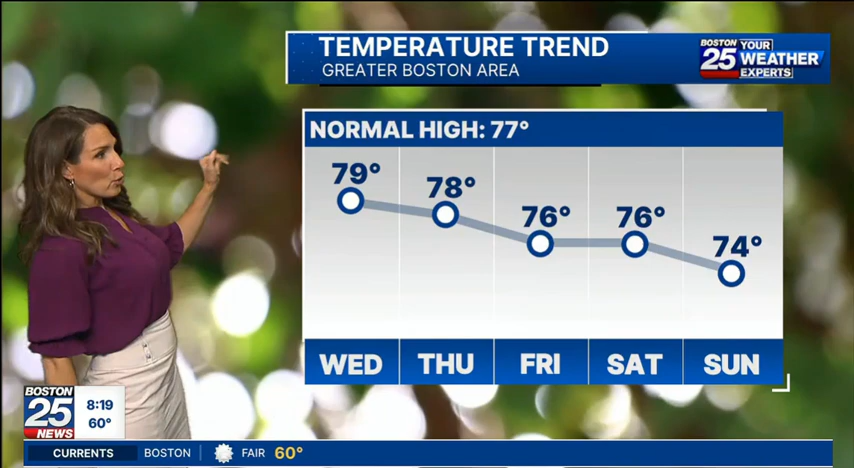 TEMPERATURE TREND
GREATER BOSTON AREA
BOSTON
25
YOUR
WEATHER
EXPERTS
NORMAL HIGH: 77°
79°
78°
76°
76°
74°
WED THU FRI SAT SUN
BOSTON
25
NEWS
8:19
60°
CURRENTS BOSTON FAIR 60°